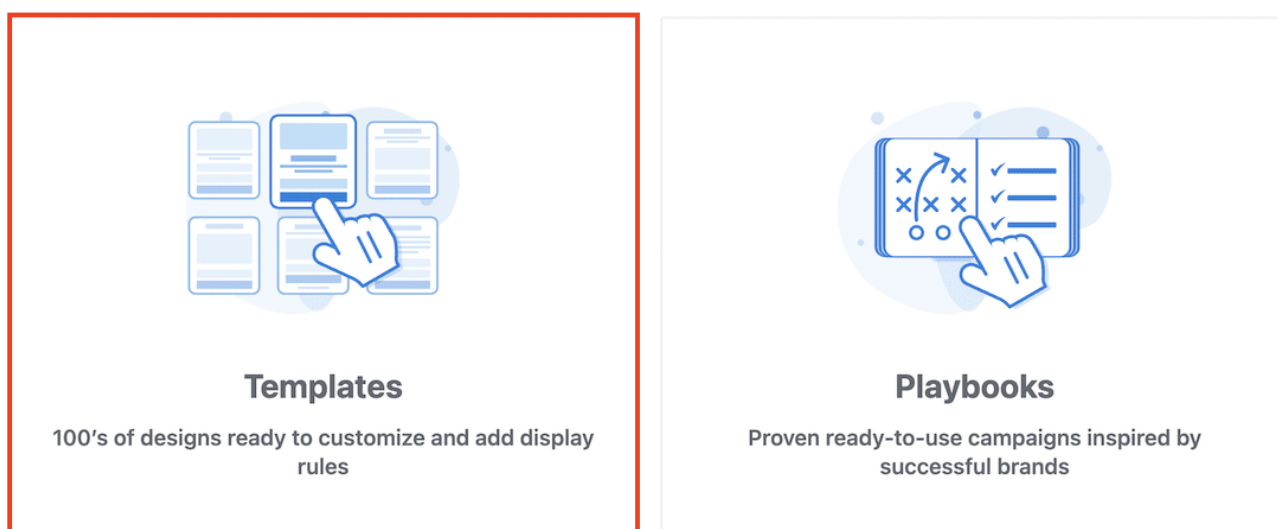 Templates
100’s of designs ready to customize and add display
rules
Playbooks
Proven ready-to-use campaigns inspired by
successful brands